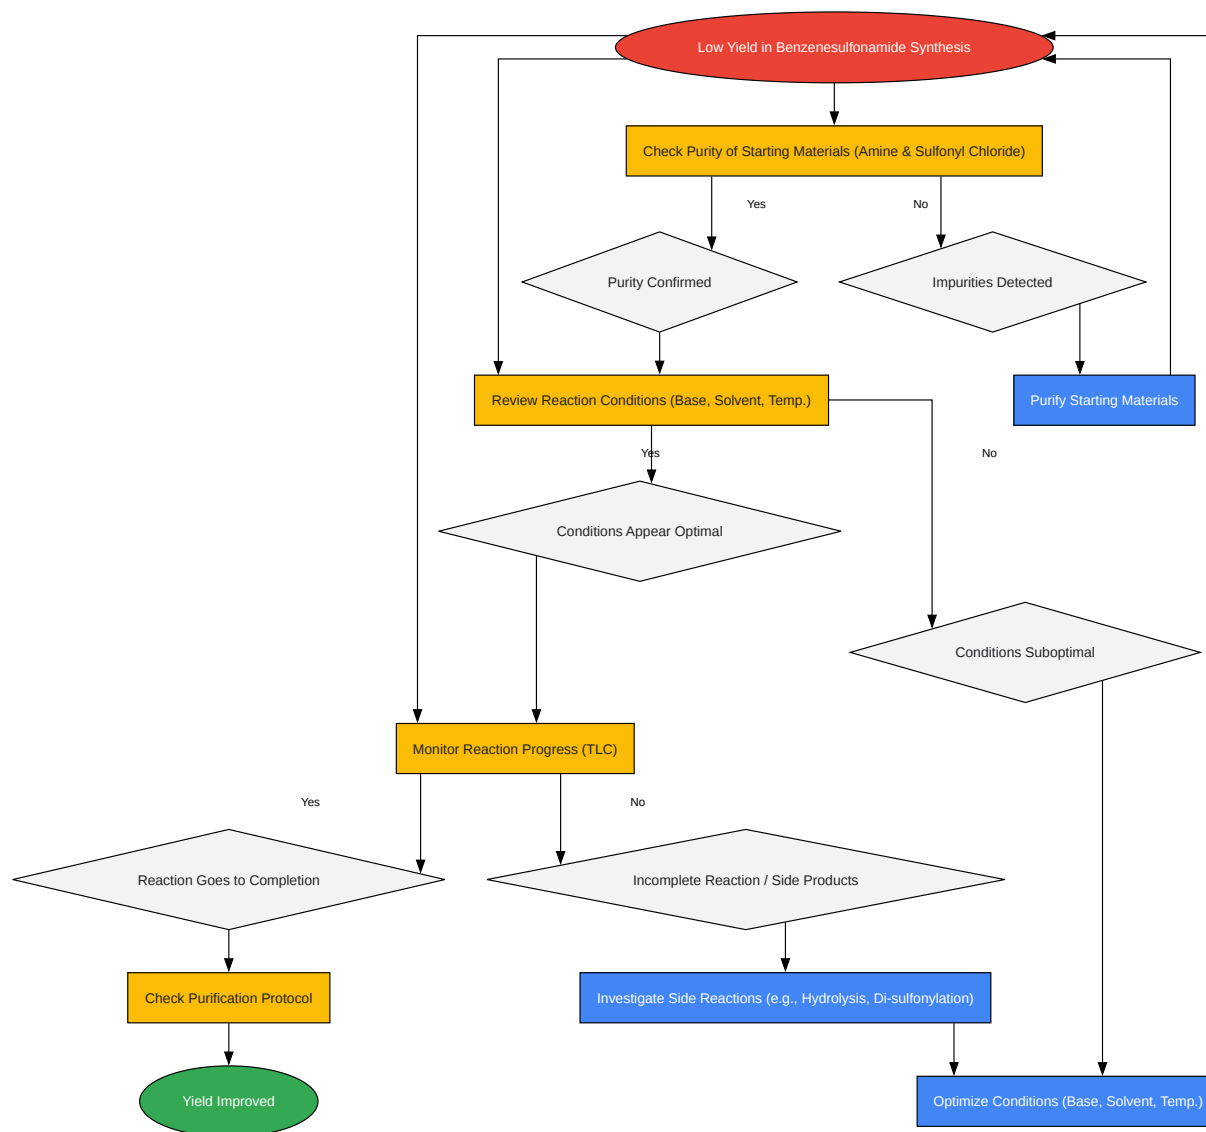 Low Yield in Benzenesulfonamide Synthesis
Check Purity of Starting Materials (Amine & Sulfonyl Chloride)
Yes
No
Purity Confirmed
Impurities Detected
Review Reaction Conditions (Base, Solvent, Temp.)
Purify Starting Materials
Yes
No
Conditions Appear Optimal
Conditions Suboptimal
Monitor Reaction Progress (TLC)
Yes
No
Reaction Goes to Completion
Incomplete Reaction / Side Products
Check Purification Protocol
Investigate Side Reactions (e.g., Hydrolysis, Di-sulfonylation)
Yield Improved
Optimize Conditions (Base, Solvent, Temp.)